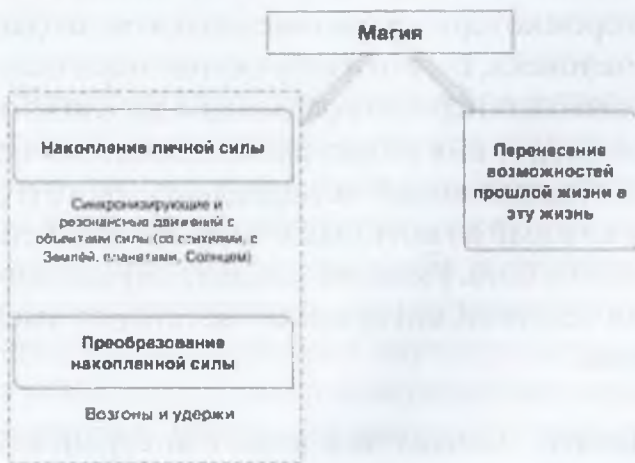 Магия
Накопление личной силы
Синхронизирующие и
резонансные движения с
объектами силы (со стихиями, с
Землёй, планетами, Солнцем)
Преобразование
накопленной силы
Возгоны и удержи
Перенесение
возможностей
прошлой жизни в
эту жизнь